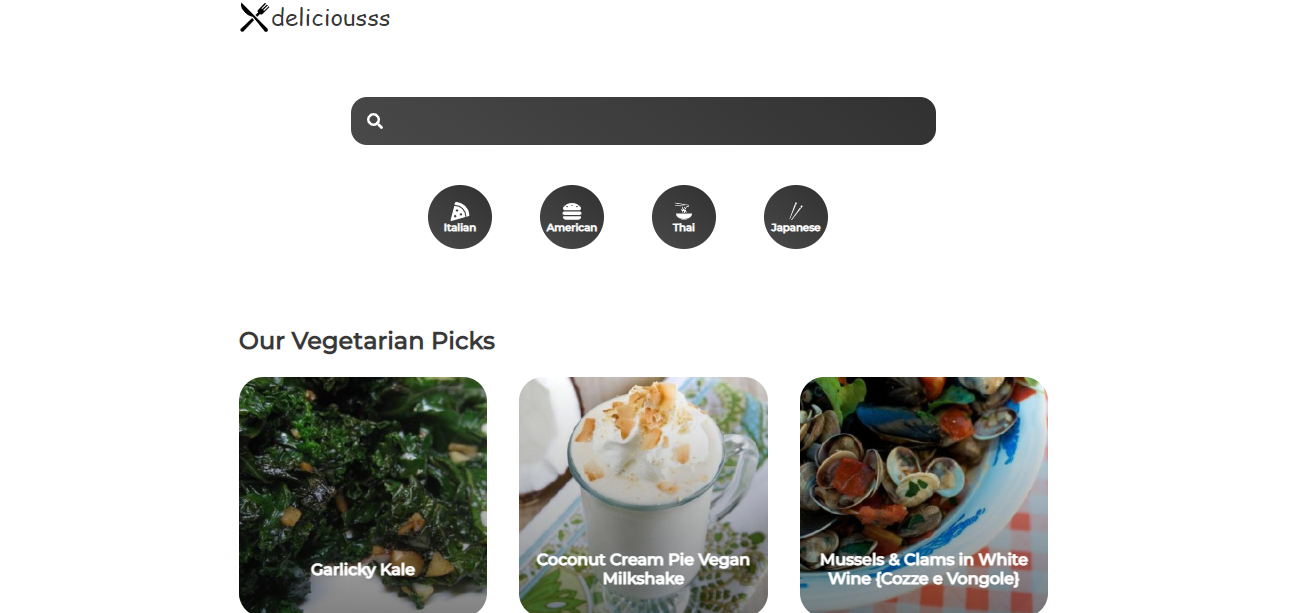 deliciousss
Italian
American
Thai
Japanese
Our Vegetarian Picks
Garlicky Kale
Coconut Cream Pie Vegan
Milkshake
Mussels & Clams in White
Wine {Cozze e Vongole}